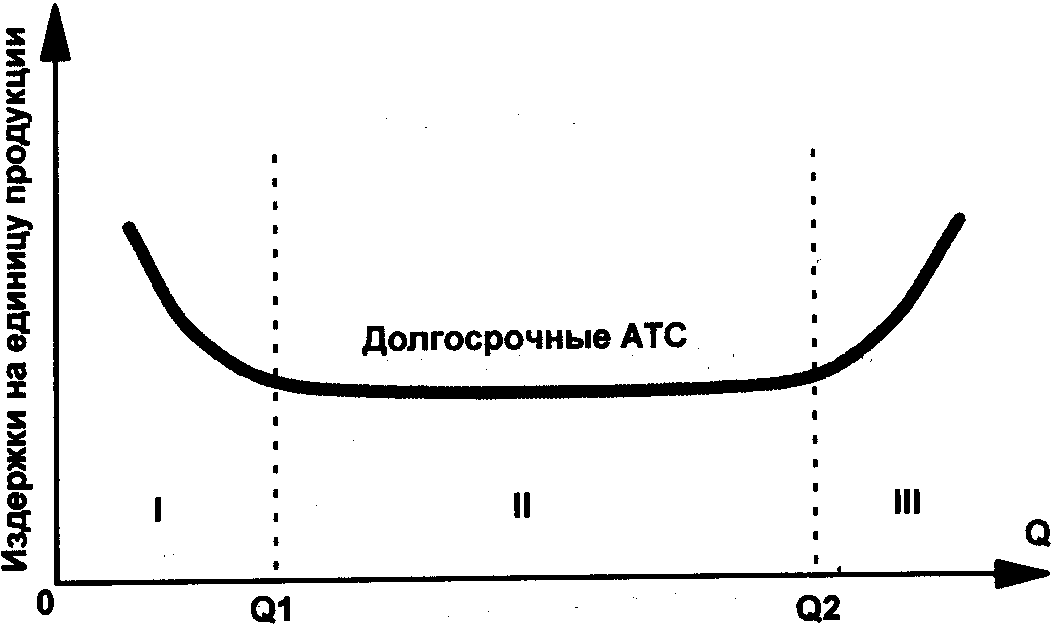 Издержки на единицу продукции
Долгосрочные АТС
I
II
III
Q
0
Q1
Q2